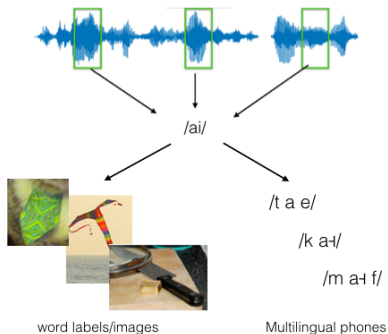 /ai/
/t a e/
/k a˧/
/m a˧ f/
word labels/images
Multilingual phones